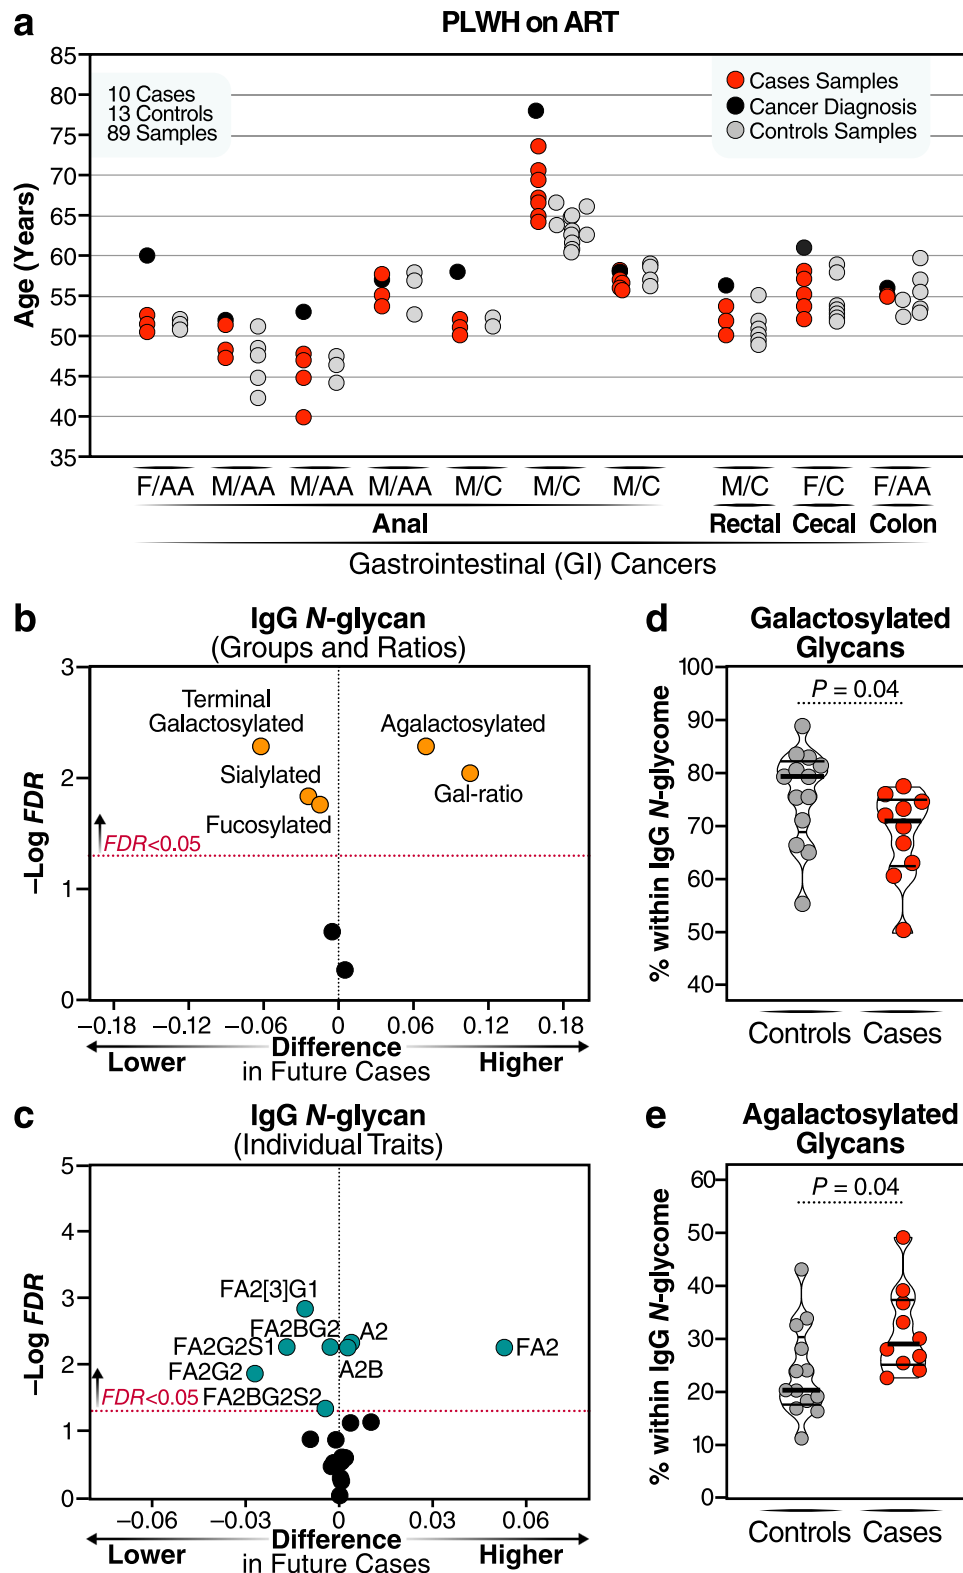 a
PLWH on ART
10 Cases
13 Controls
89 Samples
Cases Samples
Cancer Diagnosis
Controls Samples
Age (Years)
85
80
75
70
65
60
55
50
45
40
35
F/AA M/AA M/AA M/AA M/C M/C M/C M/C F/C F/AA
Anal Rectal Cecal Colon
Gastrointestinal (GI) Cancers
b
IgG N-glycan
(Groups and Ratios)
–Log FDR
3
2
1
0
Terminal
Galactosylated
Agalactosylated
Sialylated
Gal-ratio
Fucosylated
FDR<0.05
−0.18 −0.12 −0.06 0 0.06 0.12 0.18
Lower Difference Higher
in Future Cases
c
IgG N-glycan
(Individual Traits)
–Log FDR
5
4
3
2
1
0
FA2[3]G1
FA2BG2 A2
FA2G2S1 FA2
FA2G2 A2B
FA2BG2S2
FDR<0.05
−0.06 −0.03 0 0.03 0.06
Lower Difference Higher
in Future Cases
d
Galactosylated
Glycans
P = 0.04
% within IgG N-glycome
100
90
80
70
60
50
40
Controls Cases
e
Agalactosylated
Glycans
P = 0.04
% within IgG N-glycome
60
50
40
30
20
10
0
Controls Cases